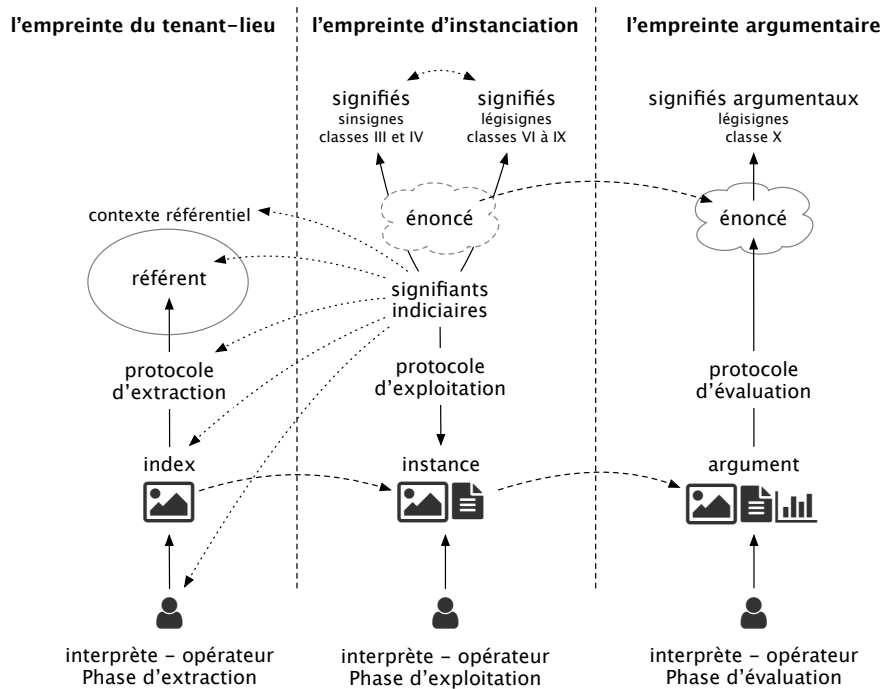 l'empreinte du tenant–lieu
l'empreinte d'instanciation
l'empreinte argumentaire
signifiés
sinsignes
classes III et IV
signifiés
légisignes
classes VI à IX
signifiés argumentaux
légisignes
classe X
contexte référentiel
énoncé
énoncé
référent
signifiants
indiciaires
protocole
d'extraction
protocole
d'exploitation
protocole
d'évaluation
index
instance
argument
interprète – opérateur
Phase d'extraction
interprète – opérateur
Phase d'exploitation
interprète – opérateur
Phase d'évaluation